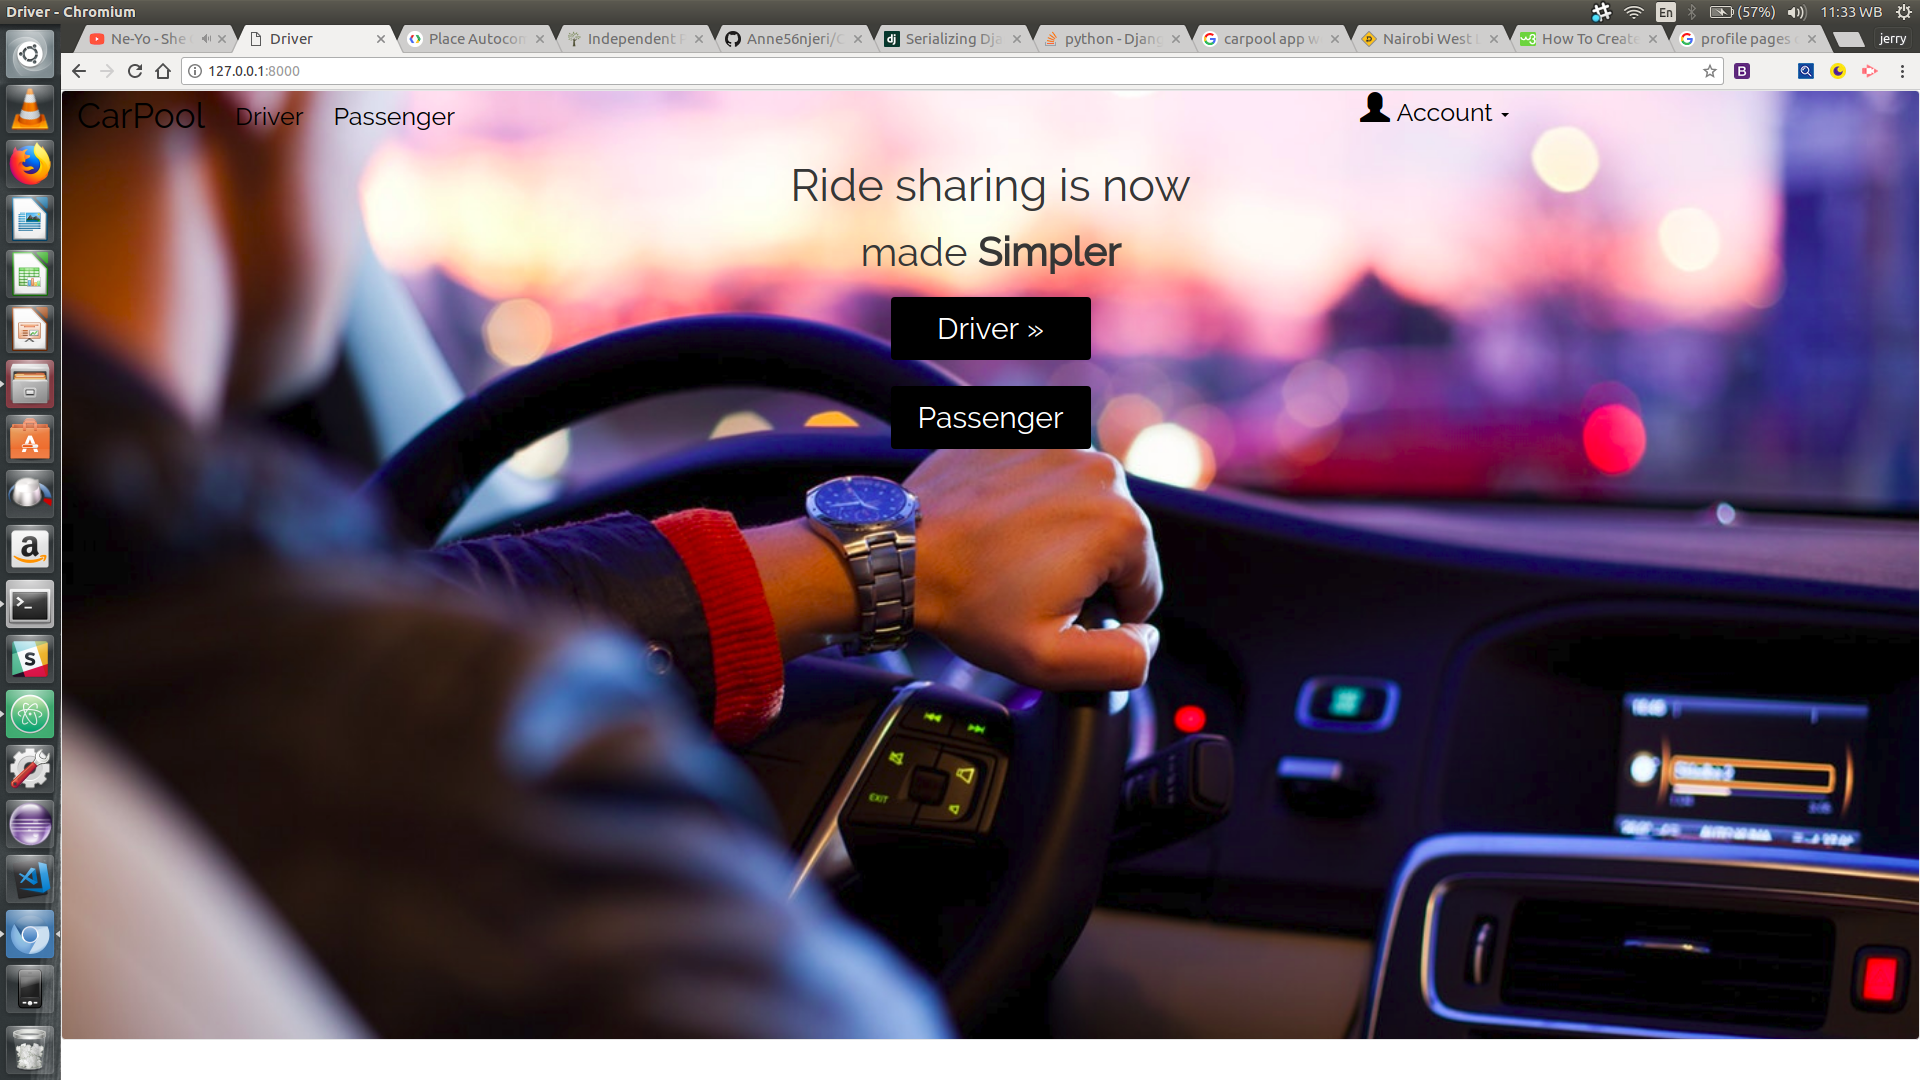 Driver - Chromium
En
(57%)
11:33 WB
Ne-Yo - She
Driver
Place Autocon
Independent
Anne56njeri/C
Serializing Dja
python - Djang
carpool app w
Nairobi West
How To Create
profile pages
jerry
127.0.0.1:8000
CarPool
Driver
Passenger
Account
Ride sharing is now
made Simpler
Driver »
Passenger
EXIT